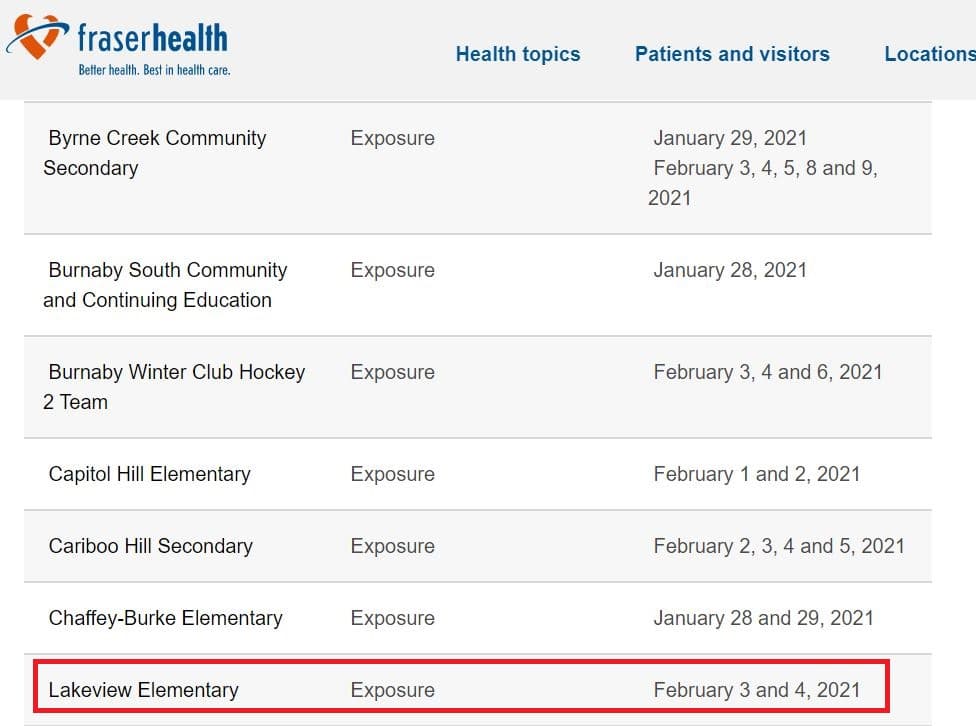 fraserhealth
Better health. Best in health care.
Health topics Patients and visitors Locations
Byrne Creek Community Exposure January 29, 2021
Secondary February 3, 4, 5, 8 and 9,
2021
Burnaby South Community Exposure January 28, 2021
and Continuing Education
Burnaby Winter Club Hockey Exposure February 3, 4 and 6, 2021
2 Team
Capitol Hill Elementary Exposure February 1 and 2, 2021
Cariboo Hill Secondary Exposure February 2, 3, 4 and 5, 2021
Chaffey-Burke Elementary Exposure January 28 and 29, 2021
Lakeview Elementary Exposure February 3 and 4, 2021